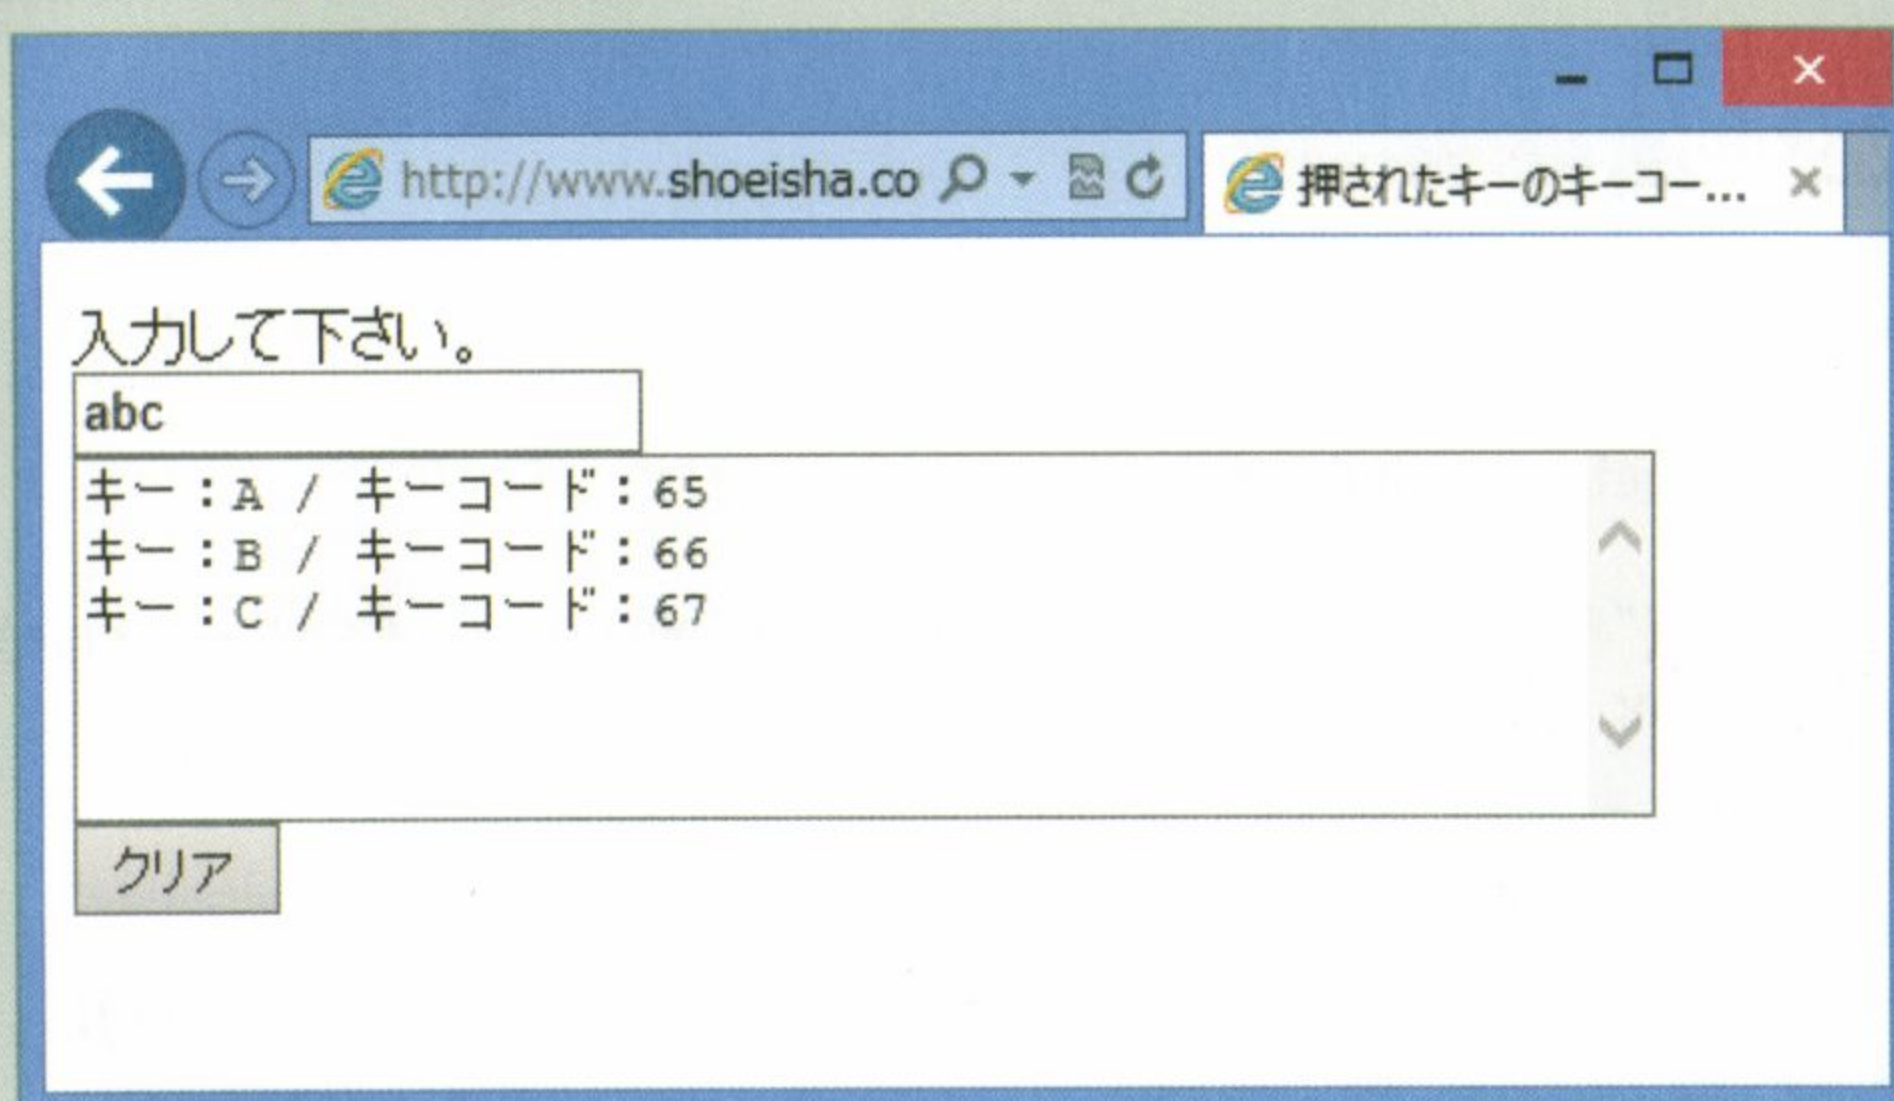 http://www.shoeisha.co
押されたキーのキーコー...
入力して下さい。
abc
キー:A / キーコード:65
キー:B / キーコード:66
キー:C / キーコード:67
クリア